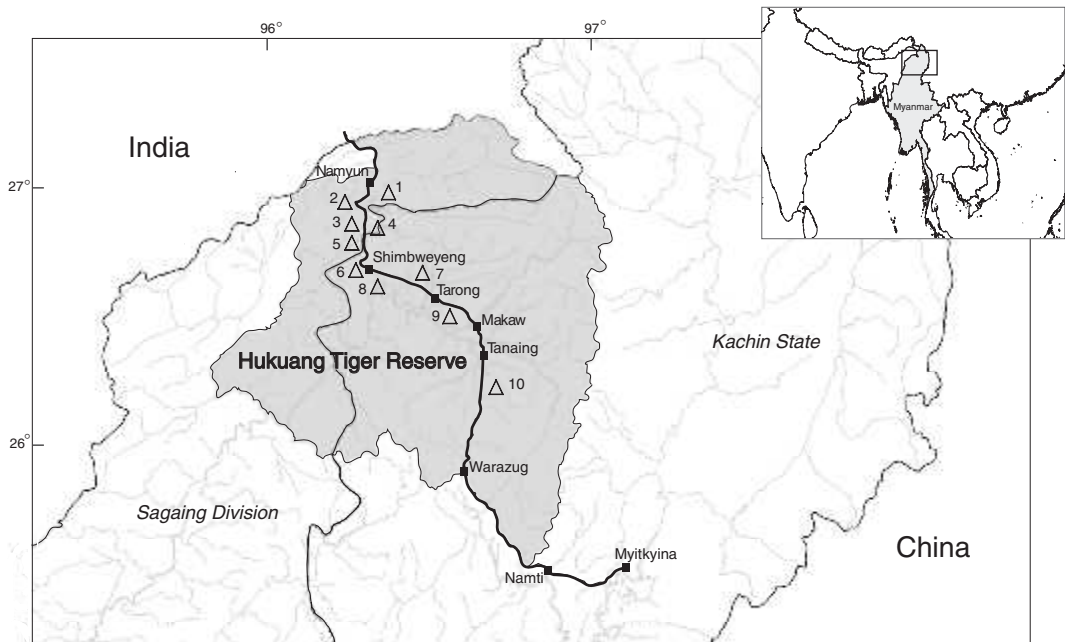 96°
97°
Myanmar
India
27°
Namyun
1
2
3
4
5
Shimbweyeng
6
7
8
Tarong
9
Makaw
Tanaing
Kachin State
Hukuang Tiger Reserve
10
26°
Warazug
Sagaing Division
China
Myitkyina
Namti